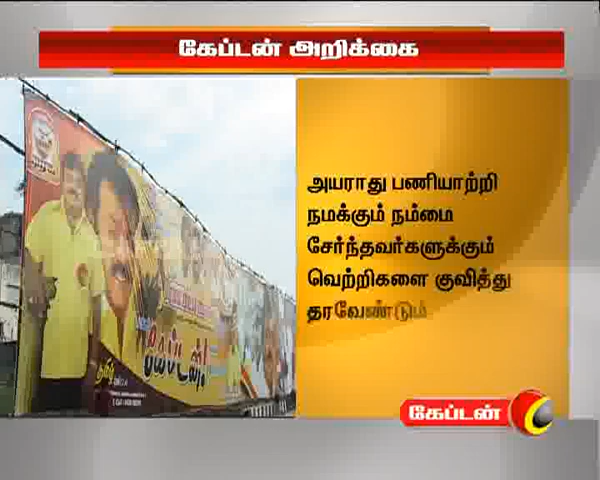 கேப்டன் அறிக்கை
அயராது பணியாற்றி
நமக்கும் நம்மை
சேர்ந்தவர்களுக்கும்
வெற்றிகளை குவித்து
தரவேண்டும்
கேப்டன்